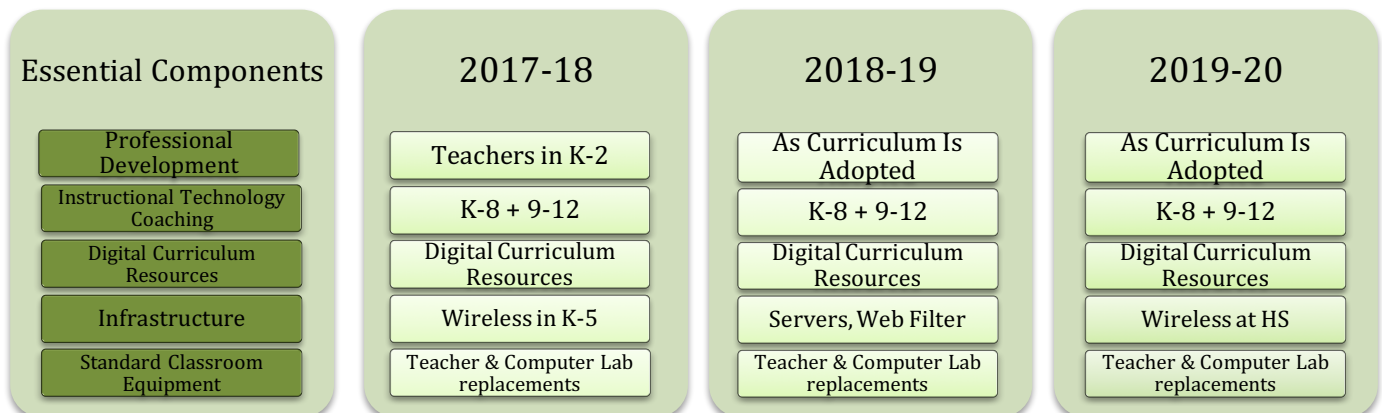 Essential Components
Professional
Development
Instructional Technology
Coaching
Digital Curriculum
Resources
Infrastructure
Standard Classroom
Equipment
2017-18
Teachers in K-2
K-8 + 9-12
Digital Curriculum
Resources
Wireless in K-5
Teacher & Computer Lab
replacements
2018-19
As Curriculum Is
Adopted
K-8 + 9-12
Digital Curriculum
Resources
Servers, Web Filter
Teacher & Computer Lab
replacements
2019-20
As Curriculum Is
Adopted
K-8 + 9-12
Digital Curriculum
Resources
Wireless at HS
Teacher & Computer Lab
replacements